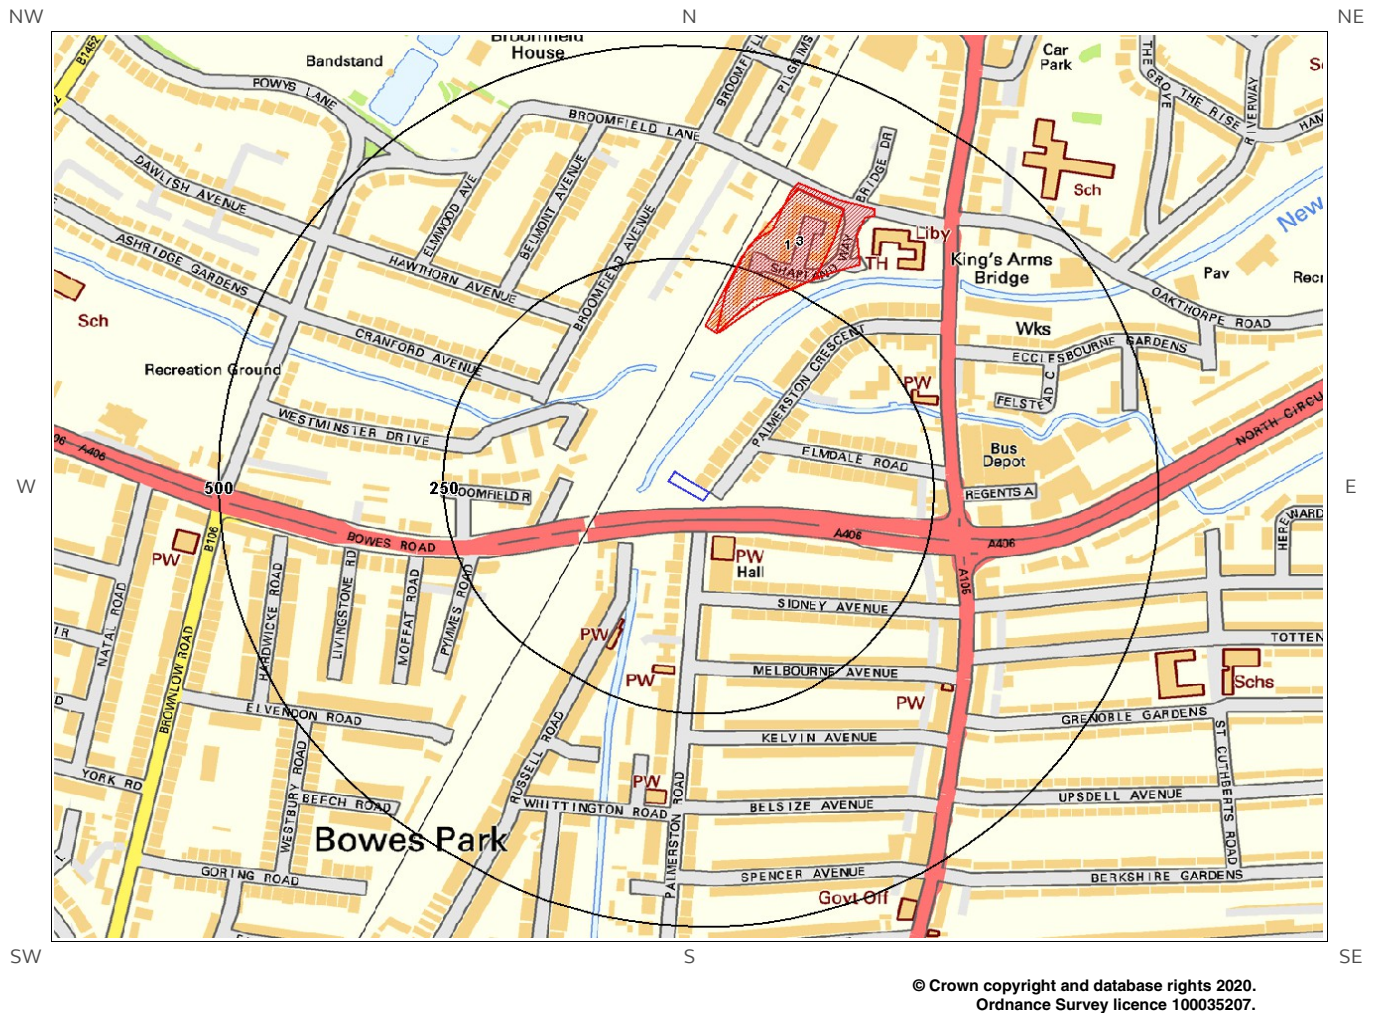 NW
N
NE
B1452
Broomfield
House
Bandstand
POWYS LANE
BROOMFIELD LANE
PILGRIMS
Car
Park
THE GROVE
THE RISE
RIVERWAY
BRIDGE DR
Sch
DAWLISH AVENUE
ELMWOOD AVE
BELMONT AVENUE
BROOMFIELD AVENUE
New
ASHRIDGE GARDENS
HAWTHORN AVENUE
1-3
SHAPLAND WAY
TH
Liby
King's Arms
Bridge
Pav
OAKTHORPE ROAD
Sch
CRANFORD AVENUE
Wks
ECCLESBOURNE GARDENS
Recreation Ground
PALMERSTON CRESCENT
PW
WESTMINSTER DRIVE
ELMDALE ROAD
Bus
Depot
NORTH CIRCU
A406
W
500
250
OOMFIELD R
REGENTS A
E
BOWES ROAD
A406
A406
PW
B106
PW
Hall
A105
SIDNEY AVENUE
NATAL ROAD
HARDWICKE ROAD
LIVINGSTONE RD
MOFFAT ROAD
PYMMES ROAD
PW
TOTTEN
MELBOURNE AVENUE
PW
PW
Schs
BROWNLOW ROAD
ELVENDON ROAD
GRENOBLE GARDENS
KELVIN AVENUE
RUSSELL ROAD
ST CUTHBERTS ROAD
YORK RD
WESTBURY ROAD
BEECH ROAD
PW
WHITTINGTON ROAD
PALMERSTON ROAD
BELSIZE AVENUE
UPSDELL AVENUE
Bowes Park
GORING ROAD
SPENCER AVENUE
BERKSHIRE GARDENS
Govt Off
SW
S
SE
© Crown copyright and database rights 2020.
Ordnance Survey licence 100035207.